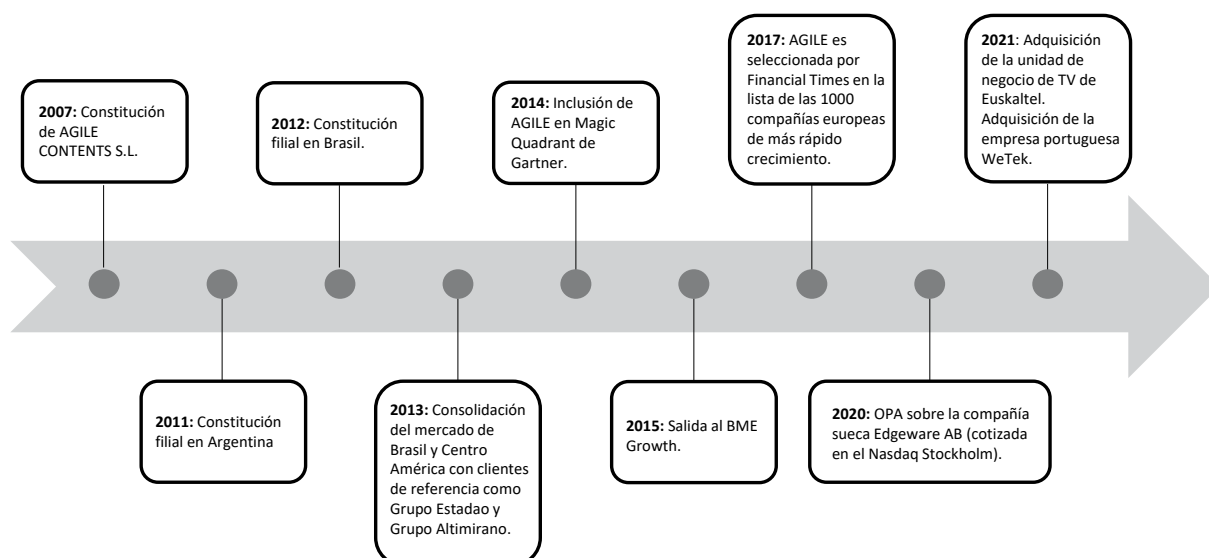 2007: Constitución
de AGILE
CONTENTS S.L.
2011: Constitución
filial en Argentina
2012: Constitución
filial en Brasil.
2013: Consolidación
del mercado de
Brasil y Centro
América con clientes
de referencia como
Grupo Estadao y
Grupo Altimirano.
2014: Inclusión de
AGILE en Magic
Quadrant de
Gartner.
2015: Salida al BME
Growth.
2017: AGILE es
seleccionada por
Financial Times en la
lista de las 1000
compañías europeas
de más rápido
crecimiento.
2020: OPA sobre la compañía
sueca Edgeware AB (cotizada
en el Nasdaq Stockholm).
2021: Adquisición
de la unidad de
negocio de TV de
Euskaltel.
Adquisición de la
empresa portuguesa
WeTek.